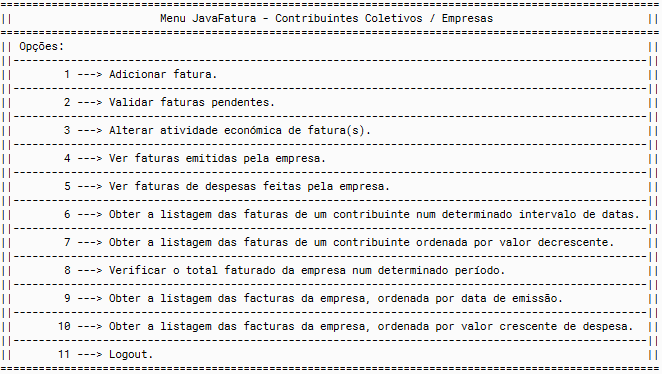 ====================================================================================================
|| Menu JavaFatura - Contribuintes Coletivos / Empresas ||
====================================================================================================
|| Opções: ||
||--------------------------------------------------------------------------------------------------||
|| 1 ---> Adicionar fatura. ||
||--------------------------------------------------------------------------------------------------||
|| 2 ---> Validar faturas pendentes. ||
||--------------------------------------------------------------------------------------------------||
|| 3 ---> Alterar atividade económica de fatura(s). ||
||--------------------------------------------------------------------------------------------------||
|| 4 ---> Ver faturas emitidas pela empresa. ||
||--------------------------------------------------------------------------------------------------||
|| 5 ---> Ver faturas de despesas feitas pela empresa. ||
||--------------------------------------------------------------------------------------------------||
|| 6 ---> Obter a listagem das faturas de um contribuinte num determinado intervalo de datas. ||
||--------------------------------------------------------------------------------------------------||
|| 7 ---> Obter a listagem das faturas de um contribuinte ordenada por valor decrescente. ||
||--------------------------------------------------------------------------------------------------||
|| 8 ---> Verificar o total faturado da empresa num determinado período. ||
||--------------------------------------------------------------------------------------------------||
|| 9 ---> Obter a listagem das facturas da empresa, ordenada por data de emissão. ||
||--------------------------------------------------------------------------------------------------||
|| 10 ---> Obter a listagem das facturas da empresa, ordenada por valor crescente de despesa. ||
||--------------------------------------------------------------------------------------------------||
|| 11 ---> Logout. ||
====================================================================================================